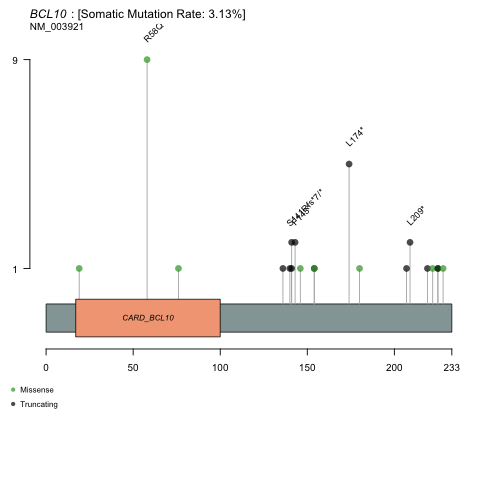 BCL10 : [Somatic Mutation Rate: 3.13%]
NM_003921
R58Q
9
L174*
L209*
1
CARD_BCL10
0 50 100 150 200 233
Missense
Truncating